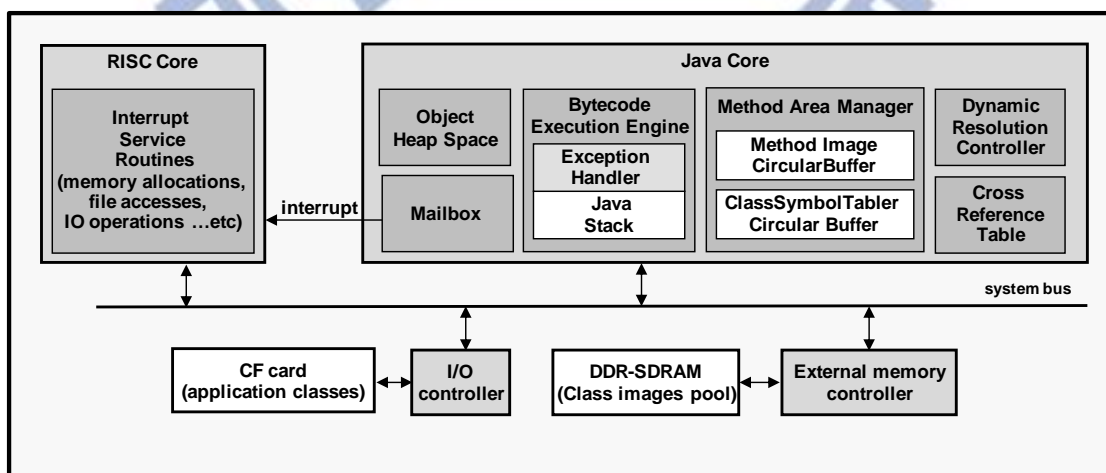 RISC Core
Interrupt
Service
Routines
(memory allocations,
file accesses,
IO operations ...etc)
interrupt
Java Core
Object
Heap Space
Mailbox
Bytecode
Execution Engine
Exception
Handler
Java
Stack
Method Area Manager
Method Image
CircularBuffer
ClassSymbolTabler
Circular Buffer
Dynamic
Resolution
Controller
Cross
Reference
Table
system bus
CF card
(application classes)
I/O
controller
DDR-SDRAM
(Class images pool)
External memory
controller